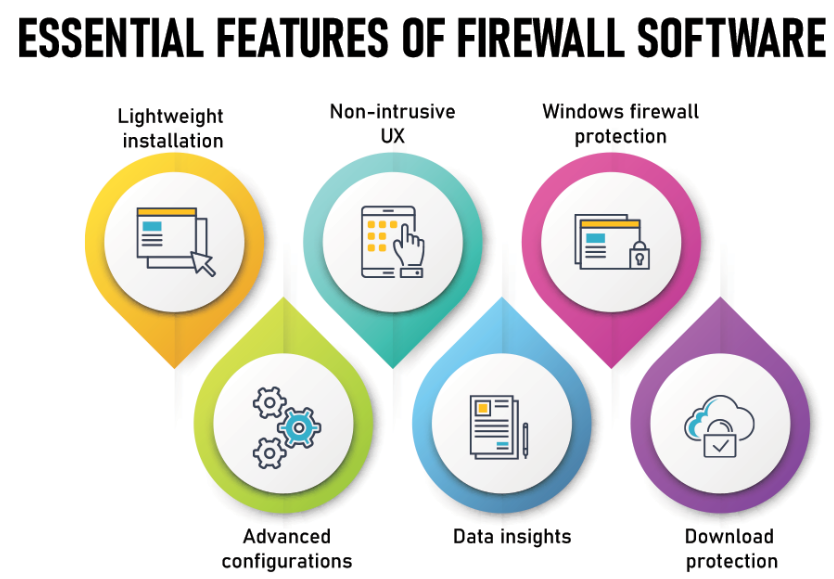 ESSENTIAL FEATURES OF FIREWALL SOFTWARE
Lightweight
installation
Non-intrusive
UX
Windows firewall
protection
Advanced
configurations
Data insights
Download
protection